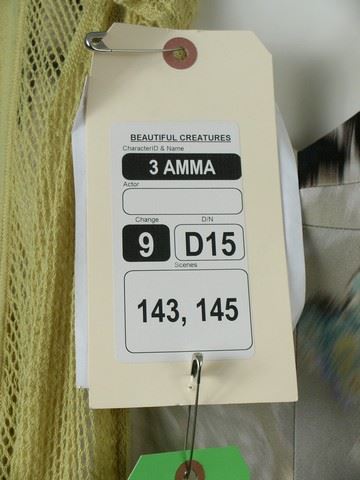 BEAUTIFUL CREATURES
CharacterID & Name
3 AMMA
Actor
Change D/N
9 D15
Scenes
143, 145